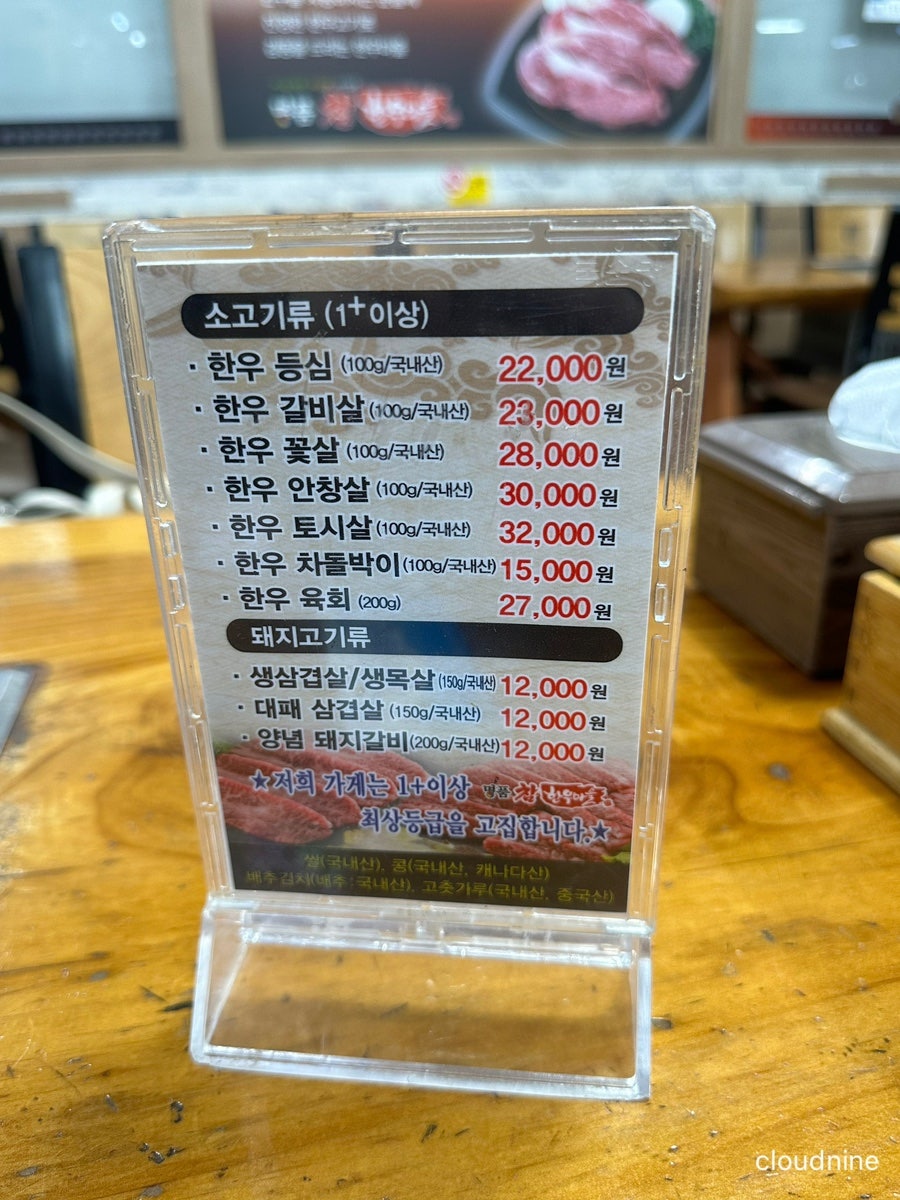 소고기류 (1+이상)
· 한우 등심 (100g/국내산) 22,000원
· 한우 갈비살 (100g/국내산) 23,000원
· 한우 꽃살 (100g/국내산) 28,000원
· 한우 안창살 (100g/국내산) 30,000원
· 한우 토시살 (100g/국내산) 32,000원
· 한우 차돌박이 (100g/국내산) 15,000원
· 한우 육회 (200g) 27,000원
돼지고기류
· 생삼겹살/생목살 (150g/국내산) 12,000원
· 대패 삼겹살 (150g/국내산) 12,000원
· 양념 돼지갈비 (200g/국내산) 12,000원
★저희 가게는 1+이상 명품 참한우마을
최상등급을 고집합니다.★
쌀(국내산), 콩(국내산, 캐나다산)
배추김치(배추:국내산), 고춧가루(국내산, 중국산)
cloudnine